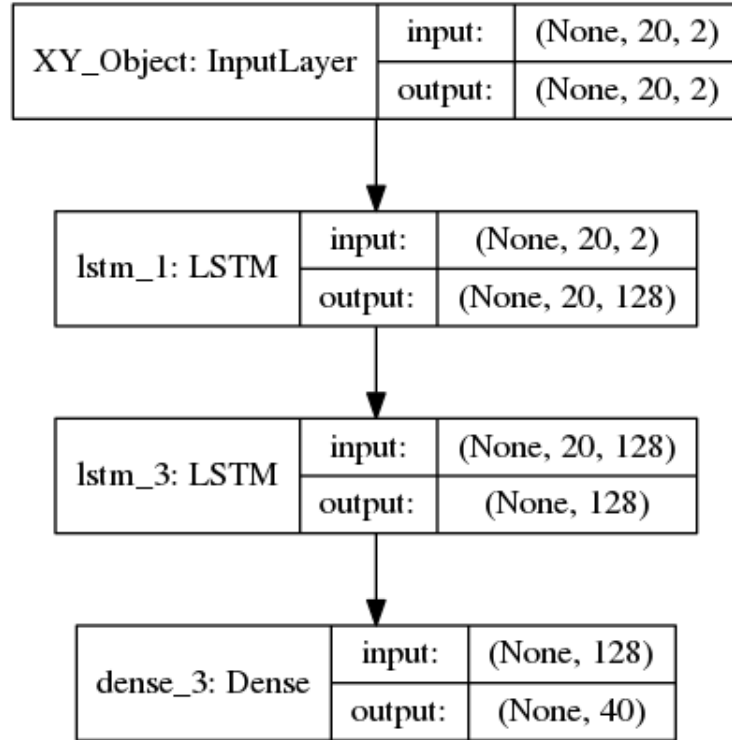 XY_Object: InputLayer
input: (None, 20, 2)
output: (None, 20, 2)
lstm_1: LSTM
input: (None, 20, 2)
output: (None, 20, 128)
lstm_3: LSTM
input: (None, 20, 128)
output: (None, 128)
dense_3: Dense
input: (None, 128)
output: (None, 40)